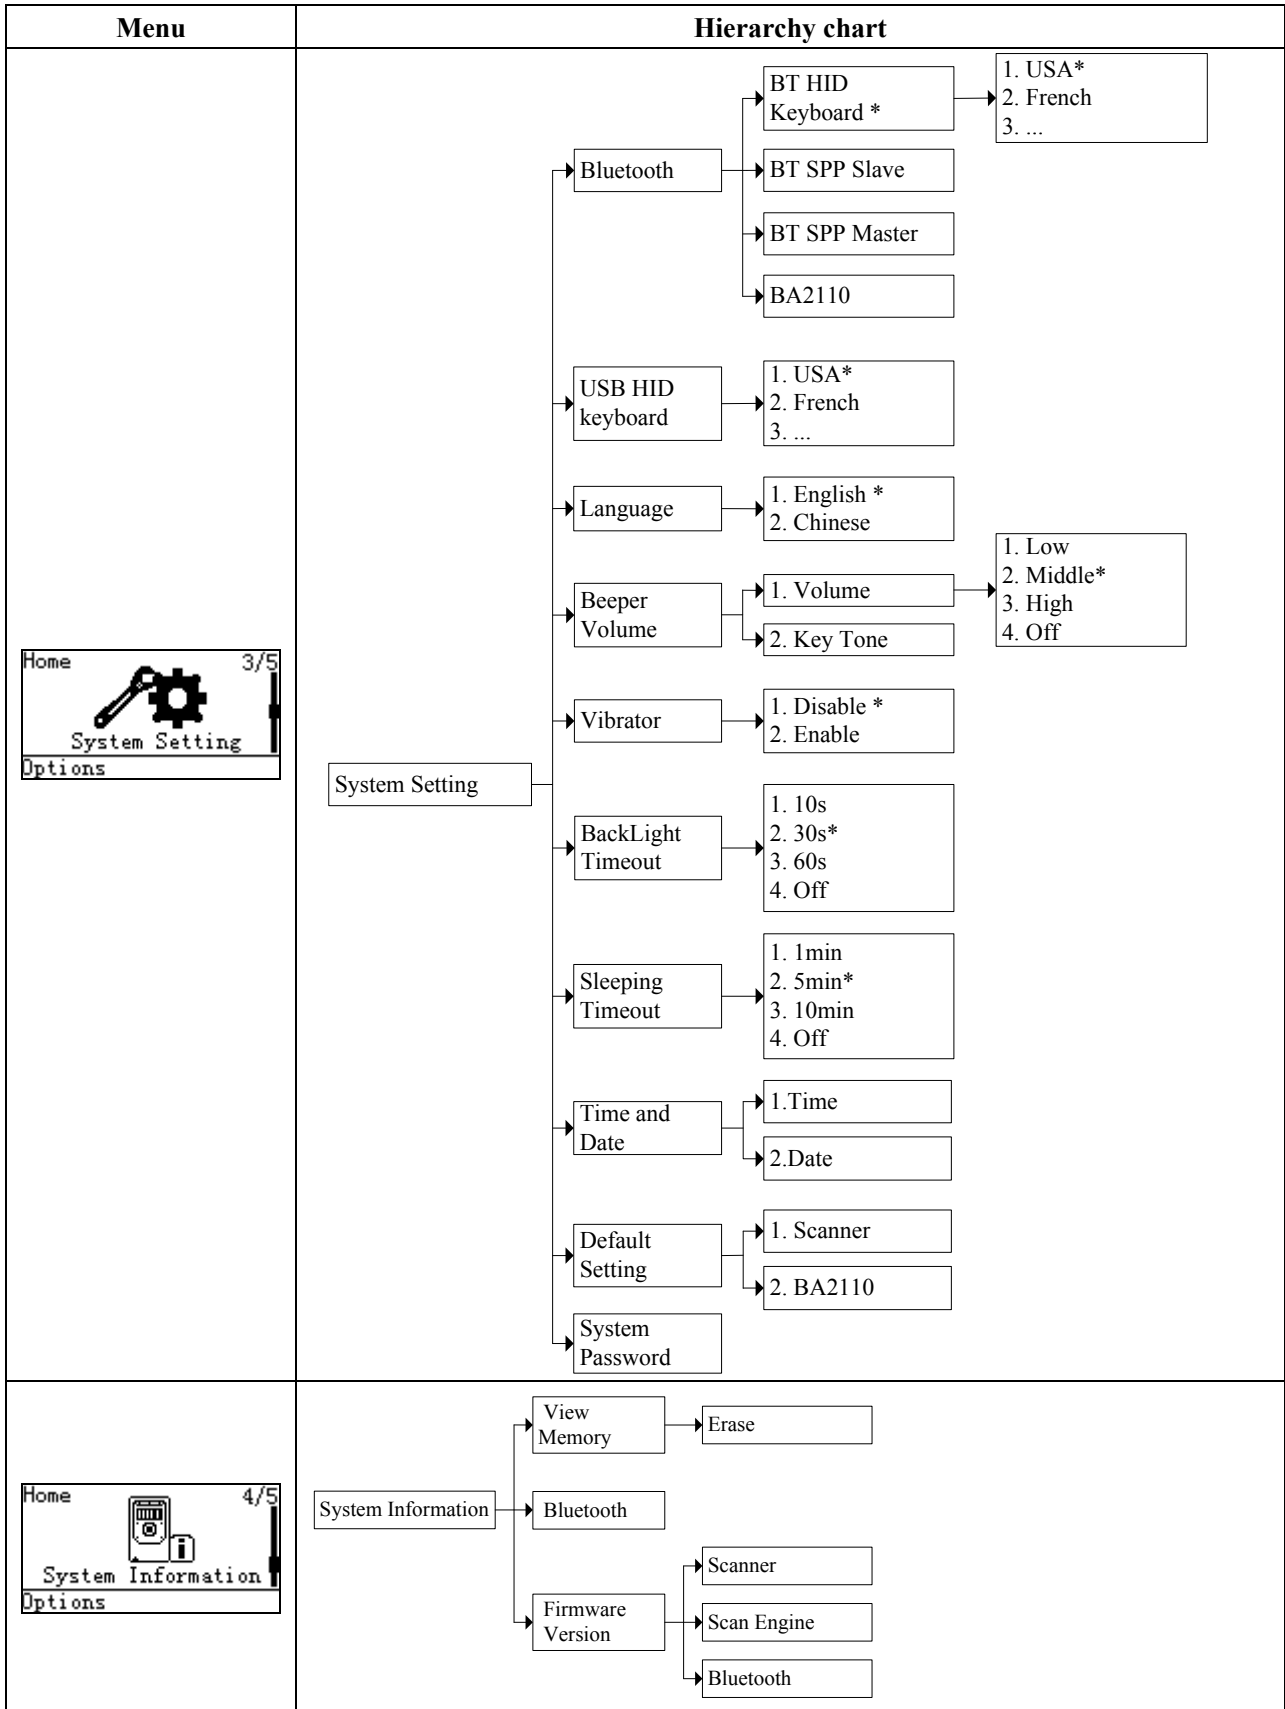 Menu
Hierarchy chart
Home 3/5
System Setting
Options
System Setting
Bluetooth
BT HID
Keyboard *
1. USA*
2. French
3. ...
BT SPP Slave
BT SPP Master
BA2110
USB HID
keyboard
1. USA*
2. French
3. ...
Language
1. English *
2. Chinese
Beeper
Volume
1. Volume
1. Low
2. Middle*
3. High
4. Off
2. Key Tone
Vibrator
1. Disable *
2. Enable
BackLight
Timeout
1. 10s
2. 30s*
3. 60s
4. Off
Sleeping
Timeout
1. 1min
2. 5min*
3. 10min
4. Off
Time and
Date
1.Time
2.Date
Default
Setting
1. Scanner
2. BA2110
System
Password
Home 4/5
System Information
Options
System Information
View
Memory
Erase
Bluetooth
Firmware
Version
Scanner
Scan Engine
Bluetooth